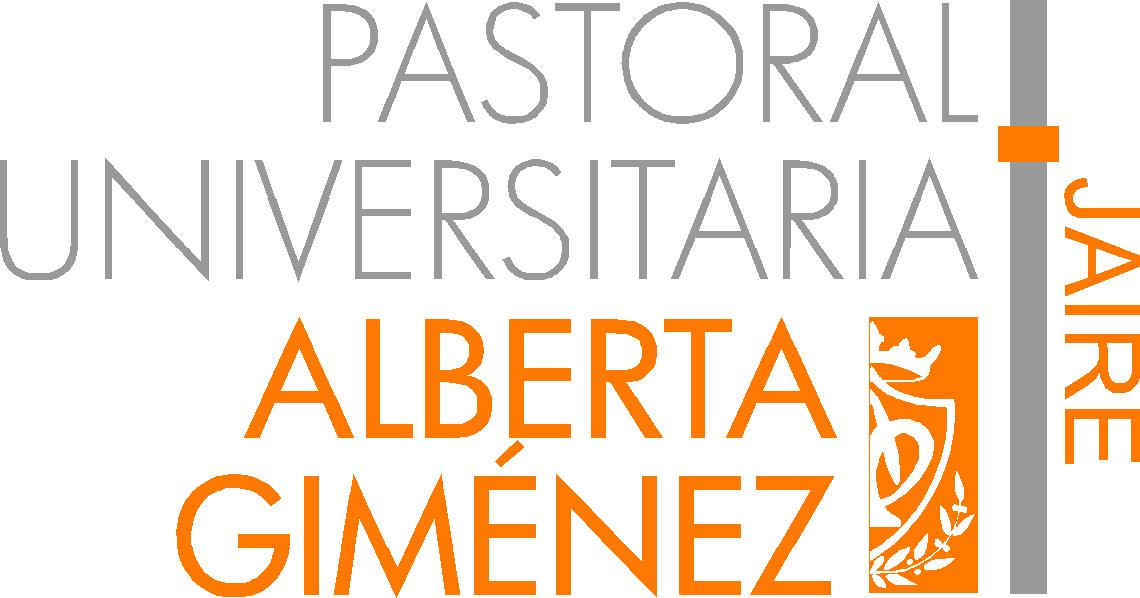 PASTORAL
UNIVERSITARIA
ALBERTA
GIMÉNEZ
JAIRE